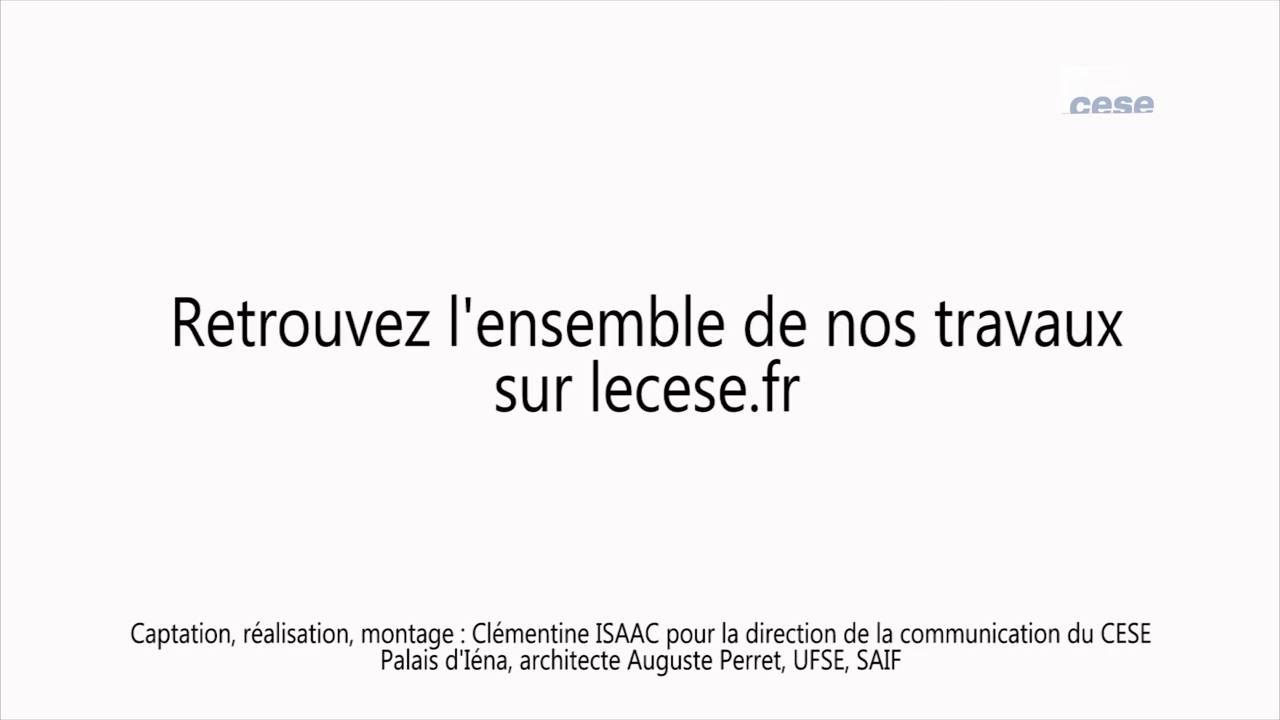 cese
Retrouvez l'ensemble de nos travaux
sur lecese.fr
Captation, réalisation, montage : Clémentine ISAAC pour la direction de la communication du CESE
Palais d'Iéna, architecte Auguste Perret, UFSE, SAIF